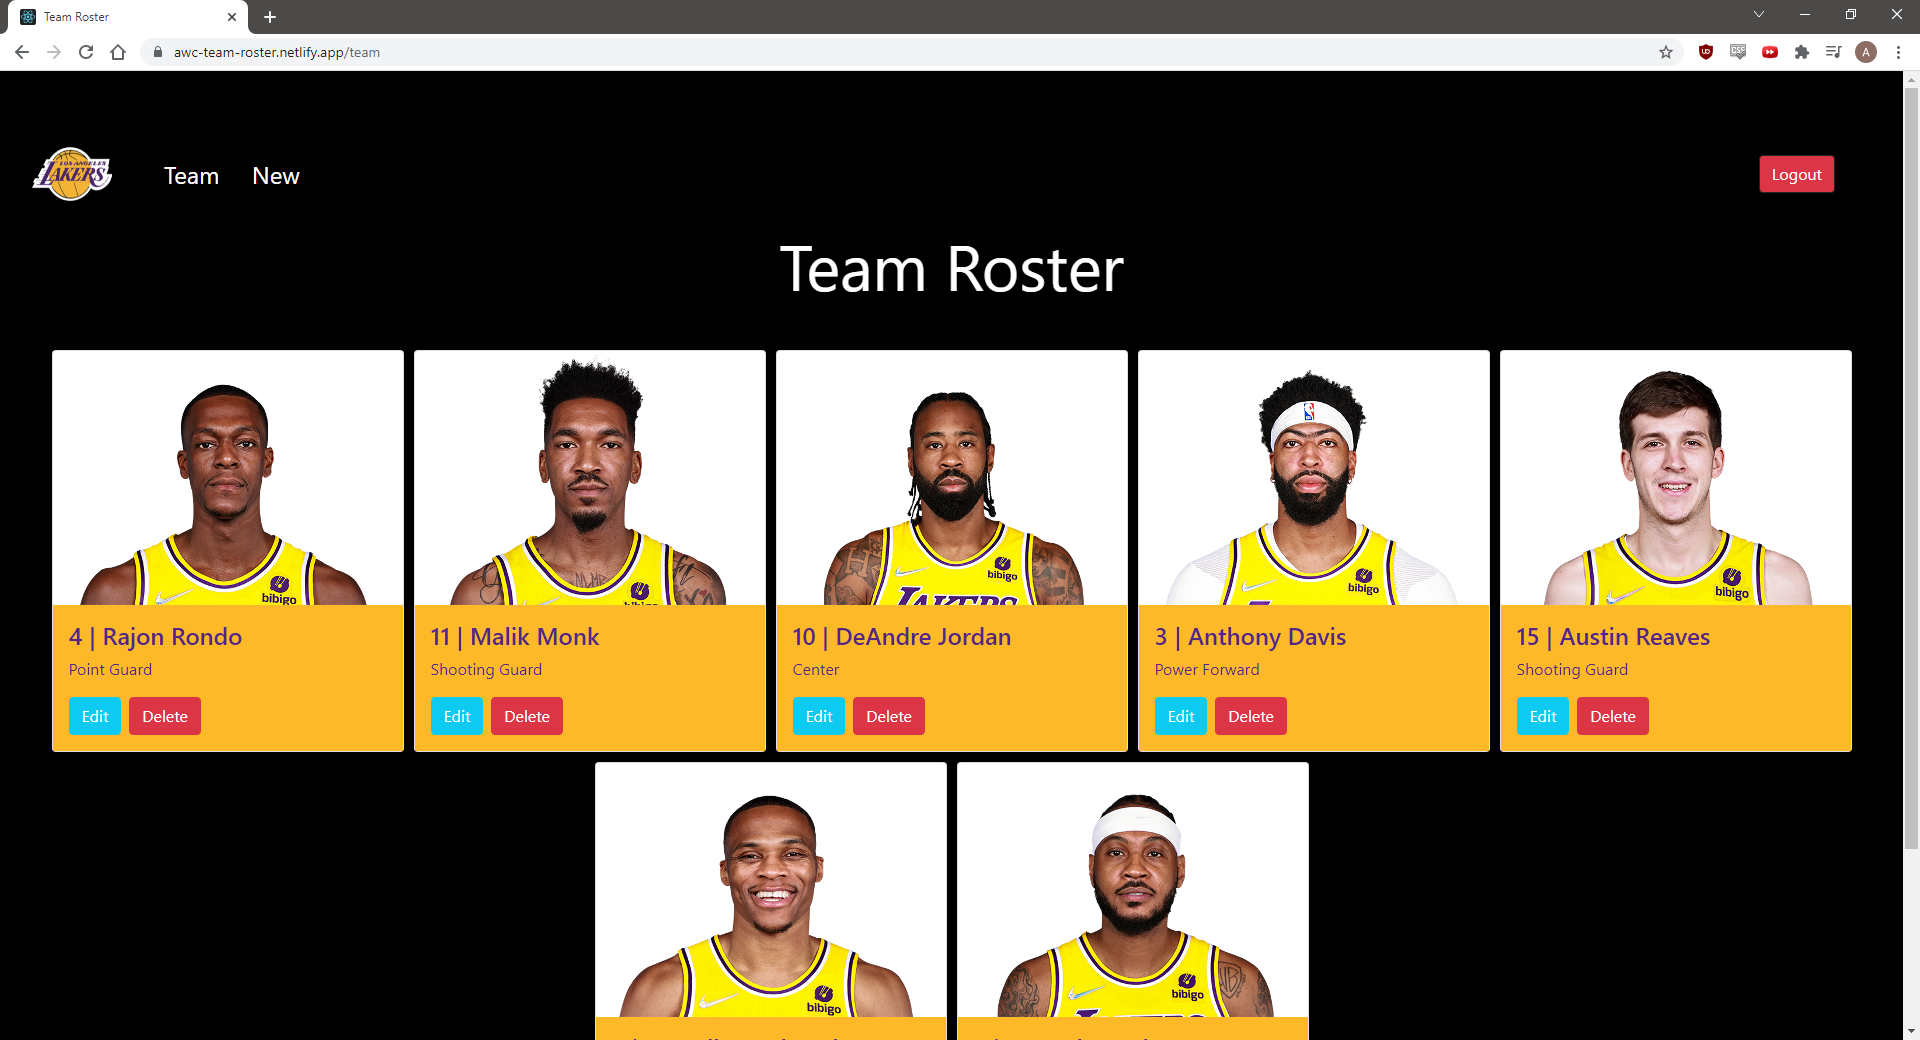 Team Roster
awc-team-roster.netlify.app/team
A
LOS ANGELES
LAKERS
Team
New
Logout
Team Roster
bibigo
bibigo
bibigo
LAKERS
bibigo
bibigo
4 | Rajon Rondo
11 | Malik Monk
10 | DeAndre Jordan
3 | Anthony Davis
15 | Austin Reaves
Point Guard
Shooting Guard
Center
Power Forward
Shooting Guard
Edit
Delete
Edit
Delete
Edit
Delete
Edit
Delete
Edit
Delete
bibigo
bibigo